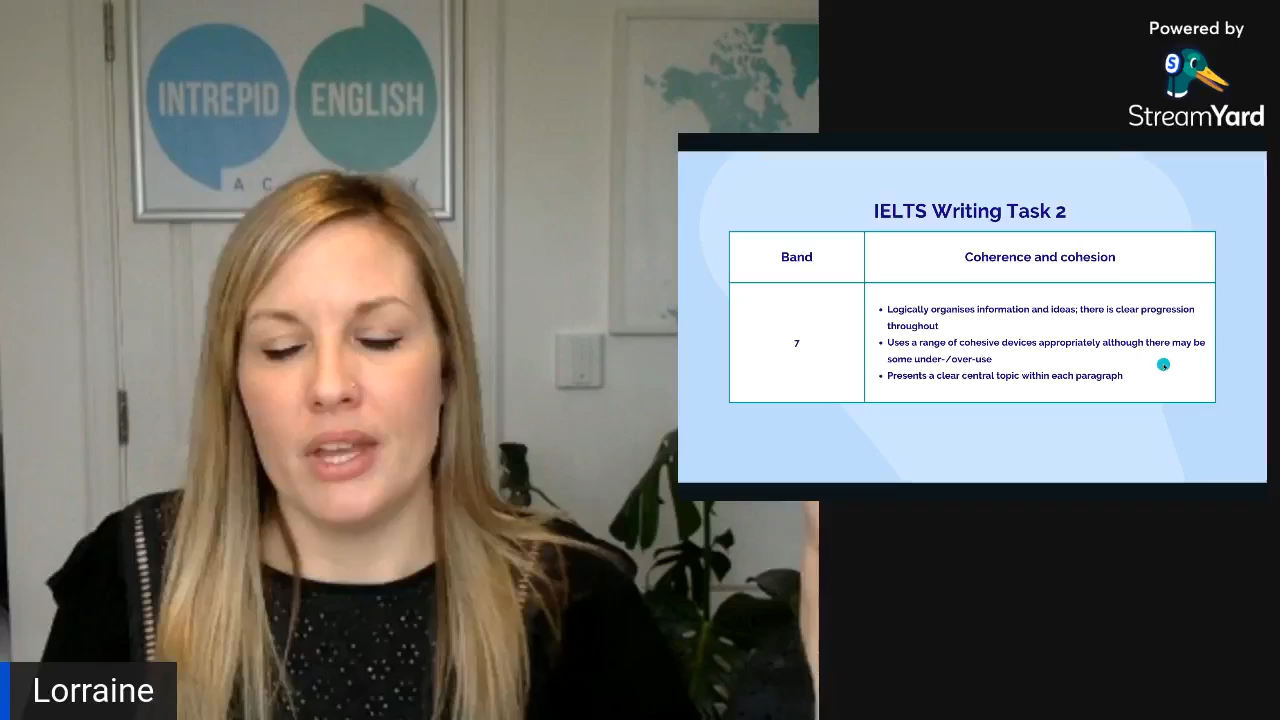 INTREPID ENGLISH
Powered by
StreamYard
IELTS Writing Task 2
Band
Coherence and cohesion
7
• Logically organises information and ideas; there is clear progression
throughout
• Uses a range of cohesive devices appropriately although there may be
some under-/over-use
• Presents a clear central topic within each paragraph
Lorraine